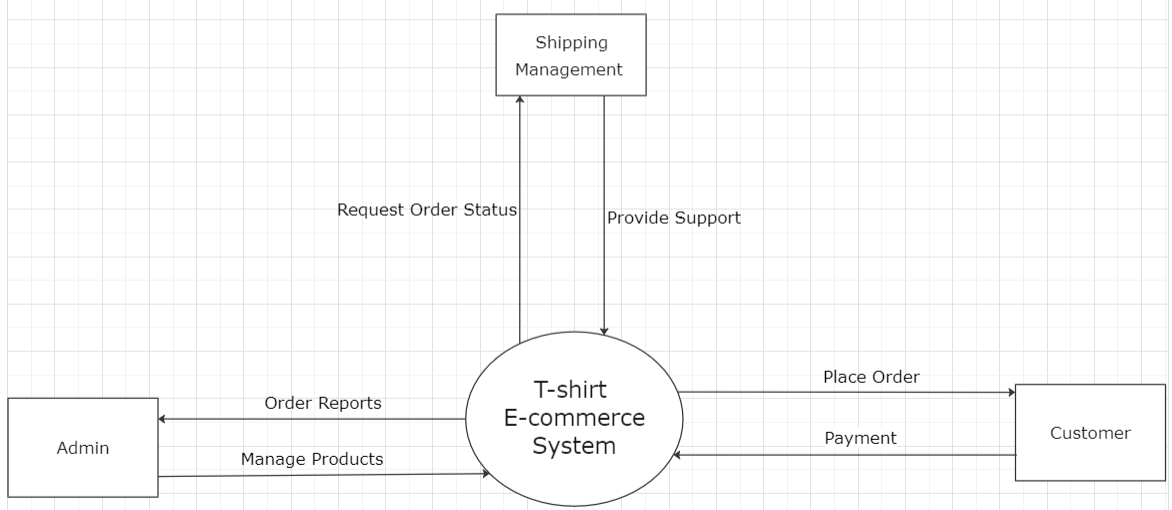 Shipping
Management
Request Order Status
Provide Support
T-shirt
E-commerce
System
Place Order
Payment
Customer
Order Reports
Manage Products
Admin